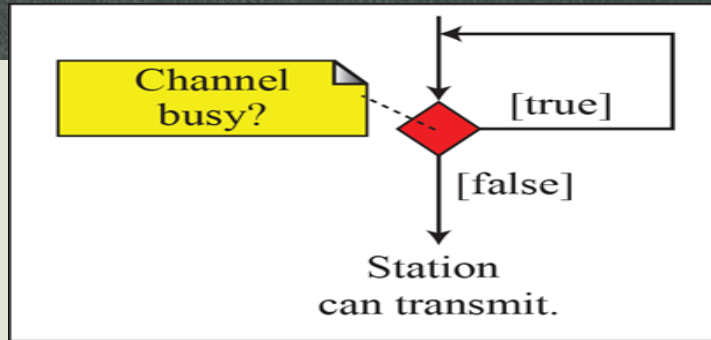 Channel
busy?
[true]
[false]
Station
can transmit.